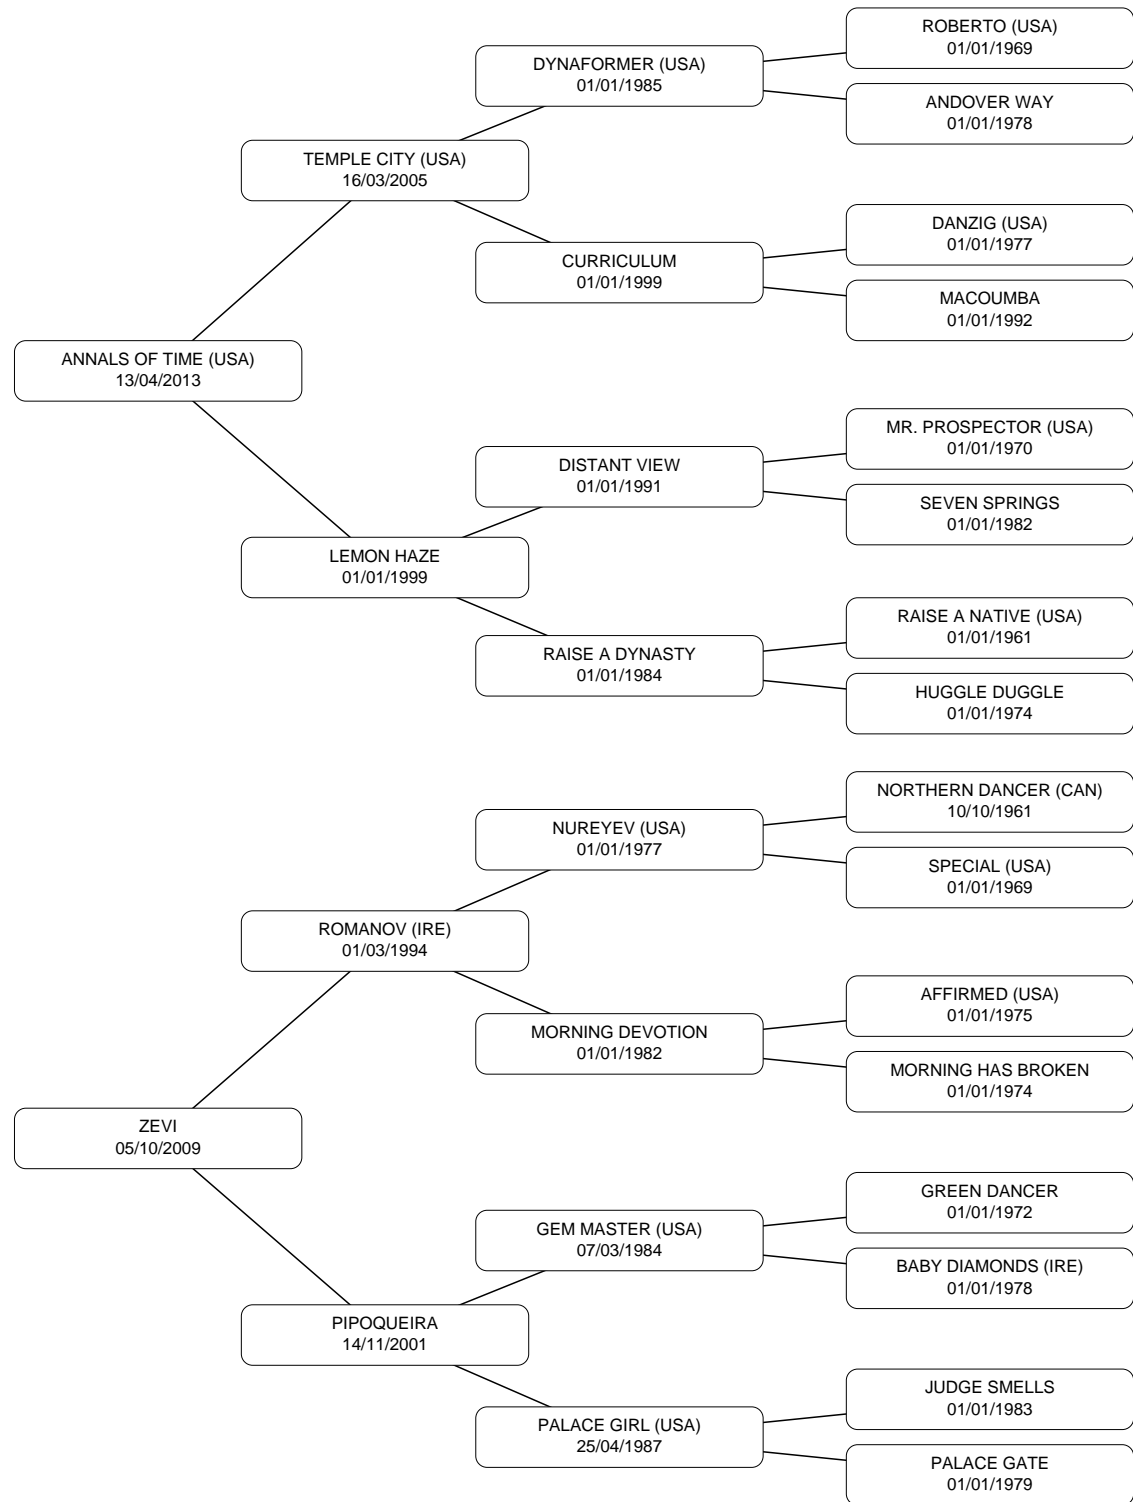 ROBERTO (USA)
01/01/1969
DYNAFORMER (USA)
01/01/1985
ANDOVER WAY
01/01/1978
TEMPLE CITY (USA)
16/03/2005
DANZIG (USA)
01/01/1977
CURRICULUM
01/01/1999
MACOUMBA
01/01/1992
ANNALS OF TIME (USA)
13/04/2013
MR. PROSPECTOR (USA)
01/01/1970
DISTANT VIEW
01/01/1991
SEVEN SPRINGS
01/01/1982
LEMON HAZE
01/01/1999
RAISE A NATIVE (USA)
01/01/1961
RAISE A DYNASTY
01/01/1984
HUGGLE DUGGLE
01/01/1974
NORTHERN DANCER (CAN)
10/10/1961
NUREYEV (USA)
01/01/1977
SPECIAL (USA)
01/01/1969
ROMANOV (IRE)
01/03/1994
AFFIRMED (USA)
01/01/1975
MORNING DEVOTION
01/01/1982
MORNING HAS BROKEN
01/01/1974
ZEVI
05/10/2009
GREEN DANCER
01/01/1972
GEM MASTER (USA)
07/03/1984
BABY DIAMONDS (IRE)
01/01/1978
PIPOQUEIRA
14/11/2001
JUDGE SMELLS
01/01/1983
PALACE GIRL (USA)
25/04/1987
PALACE GATE
01/01/1979